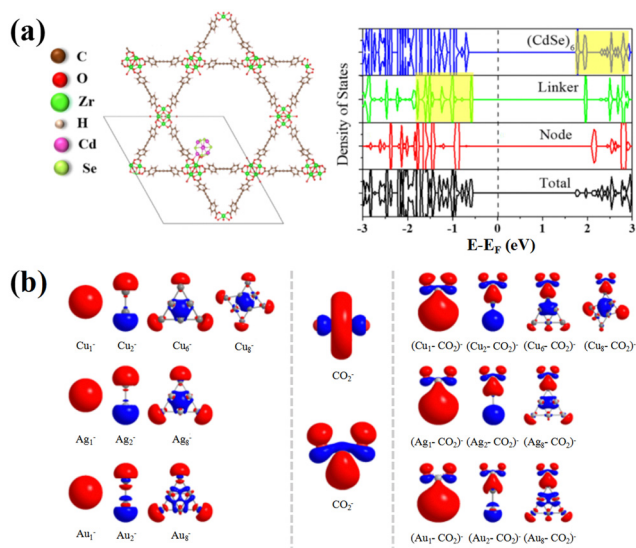 (a)
C
O
Zr
H
Cd
Se
Density of States
(CdSe)6
Linker
Node
Total
-3 -2 -1 0 1 2 3
E-EF (eV)
(b)
Cu1- Cu2- Cu6- Cu8-
CO2-
(Cu1- CO2)- (Cu2- CO2)- (Cu6- CO2)- (Cu8- CO2)-
Ag1- Ag2- Ag8-
(Ag1- CO2)- (Ag2- CO2)- (Ag8- CO2)-
CO2-
Au1- Au2- Au8-
(Au1- CO2)- (Au2- CO2)- (Au8- CO2)-